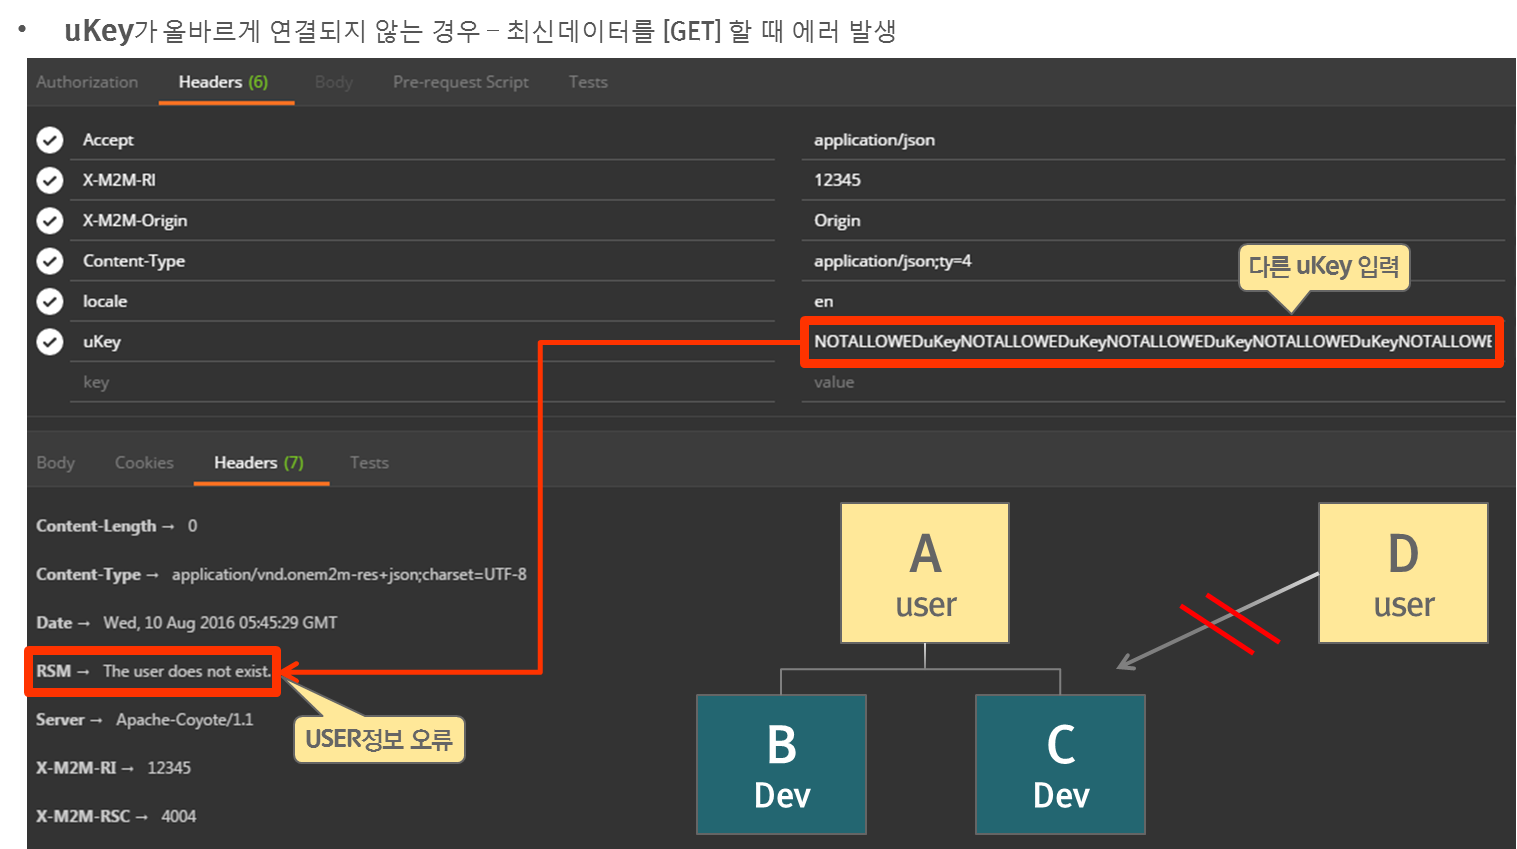 • uKey가 올바르게 연결되지 않는 경우 – 최신데이터를 [GET] 할 때 에러 발생
Authorization Headers (6) Body Pre-request Script Tests
Accept application/json
X-M2M-RI 12345
X-M2M-Origin Origin
Content-Type application/json;ty=4
다른 uKey 입력
locale en
uKey NOTALLOWEDuKeyNOTALLOWEDuKeyNOTALLOWEDuKeyNOTALLOWEDuKeyNOTALLOWE
key value
Body Cookies Headers (7) Tests
Content-Length → 0
Content-Type → application/vnd.onem2m-res+json;charset=UTF-8
Date → Wed, 10 Aug 2016 05:45:29 GMT
RSM → The user does not exist.
Server → Apache-Coyote/1.1
USER정보 오류
X-M2M-RI → 12345
X-M2M-RSC → 4004
A
user
D
user
B
Dev
C
Dev